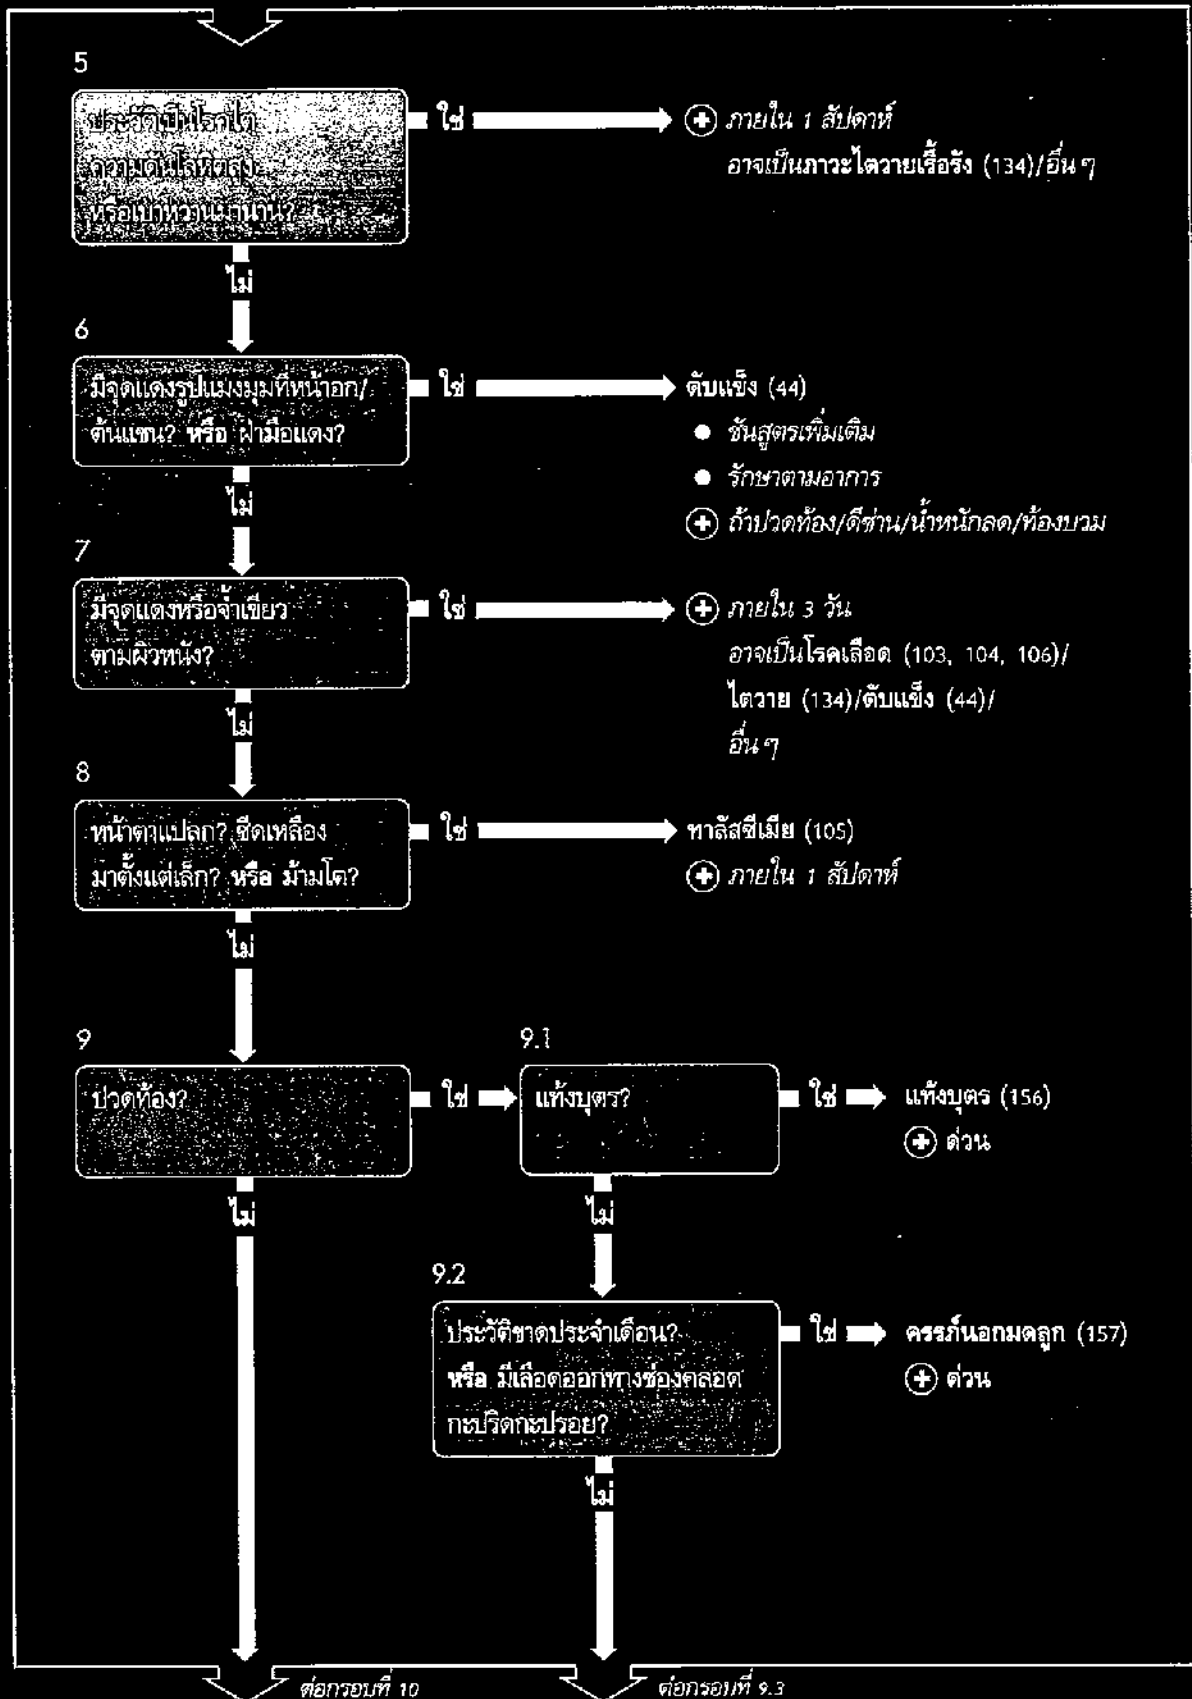 5
ประวัติเป็นโรคไต
ความดันโลหิตสูง
หรือเบาหวานมานาน?
ใช่
ภายใน 1 สัปดาห์
อาจเป็นภาวะไตวายเรื้อรัง (134)/อื่น ๆ
ไม่
6
มีจุดแดงรูปแมงมุมที่หน้าอก/
ต้นแขน? หรือ ฝ่ามือแดง?
ใช่
ตับแข็ง (44)
● ชันสูตรเพิ่มเติม
● รักษาตามอาการ
ถ้าปวดท้อง/ดีซ่าน/น้ำหนักลด/ท้องบวม
ไม่
7
มีจุดแดงหรือจ้ำเขียว
ตามผิวหนัง?
ใช่
ภายใน 3 วัน
อาจเป็นโรคเลือด (103, 104, 106)/
ไตวาย (134)/ตับแข็ง (44)/
อื่น ๆ
ไม่
8
หน้าตาแปลก? ซีดเหลือง
มาตั้งแต่เล็ก? หรือ ม้ามโต?
ใช่
ทาลัสซีเมีย (105)
ภายใน 1 สัปดาห์
ไม่
9
ปวดท้อง?
ใช่
9.1
แท้งบุตร?
ใช่
แท้งบุตร (156)
ด่วน
ไม่
ไม่
9.2
ประวัติขาดประจำเดือน?
หรือ มีเลือดออกทางช่องคลอด
กะปริดกะปรอย?
ใช่
ครรภ์นอกมดลูก (157)
ด่วน
ไม่
ต่อกรอบที่ 10
ต่อกรอบที่ 9.3